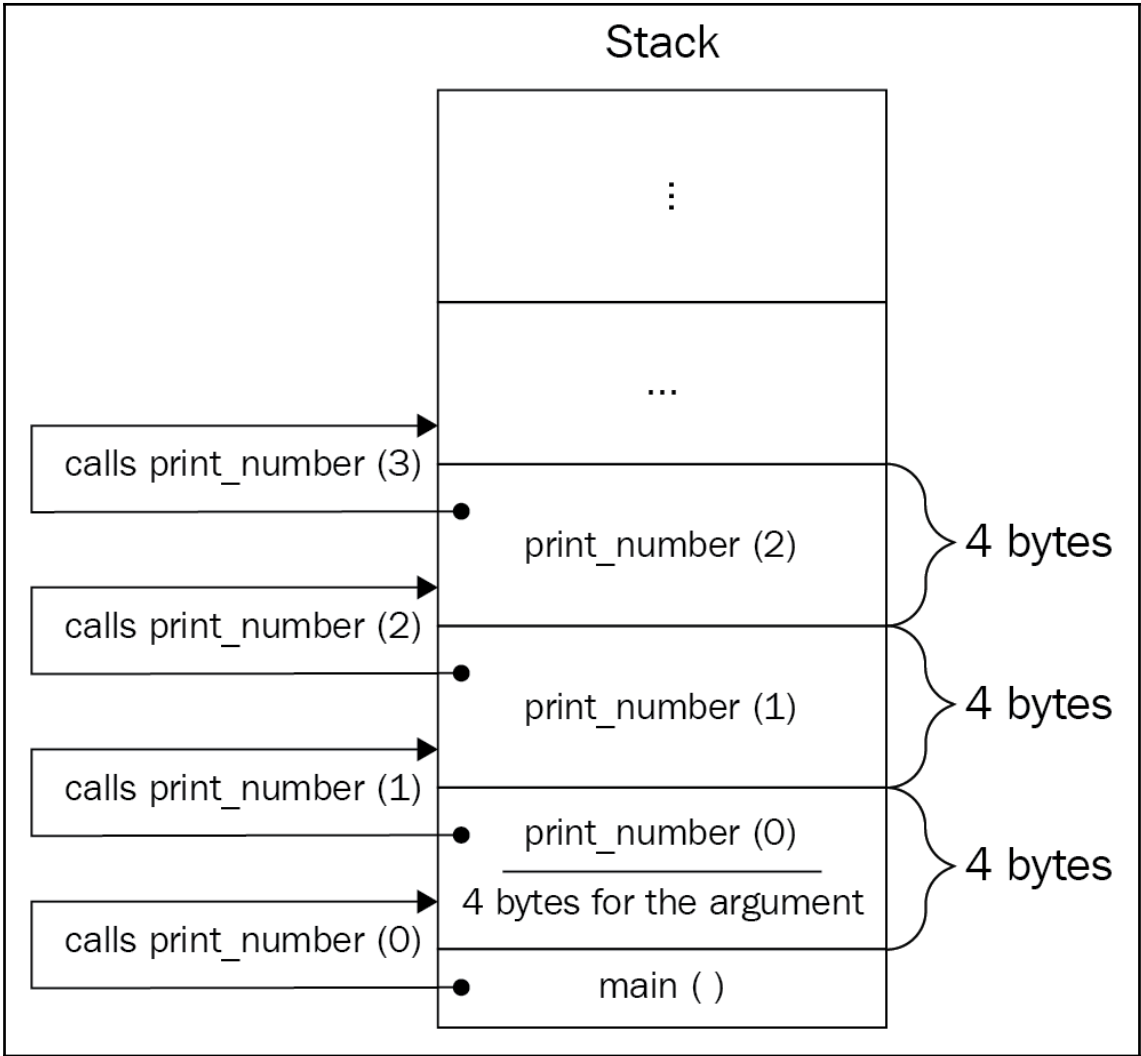 Stack
⋮
...
calls print_number (3)
print_number (2)
4 bytes
calls print_number (2)
print_number (1)
4 bytes
calls print_number (1)
print_number (0)
4 bytes for the argument
4 bytes
calls print_number (0)
main ( )